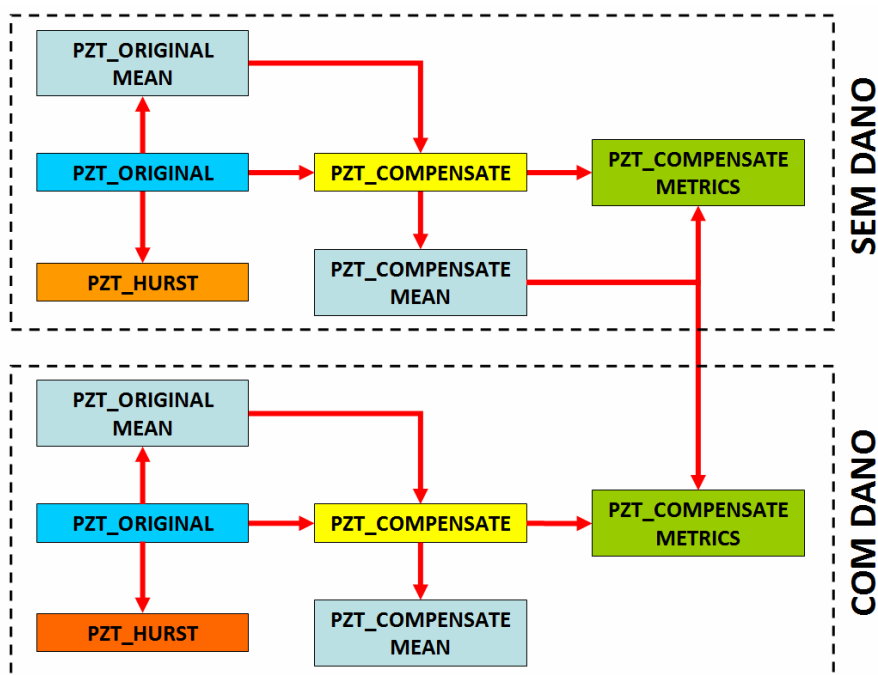 PZT_ORIGINAL
MEAN
PZT_ORIGINAL
PZT_COMPENSATE
PZT_COMPENSATE
METRICS
PZT_HURST
PZT_COMPENSATE
MEAN
SEM DANO
PZT_ORIGINAL
MEAN
PZT_ORIGINAL
PZT_COMPENSATE
PZT_COMPENSATE
METRICS
PZT_HURST
PZT_COMPENSATE
MEAN
COM DANO